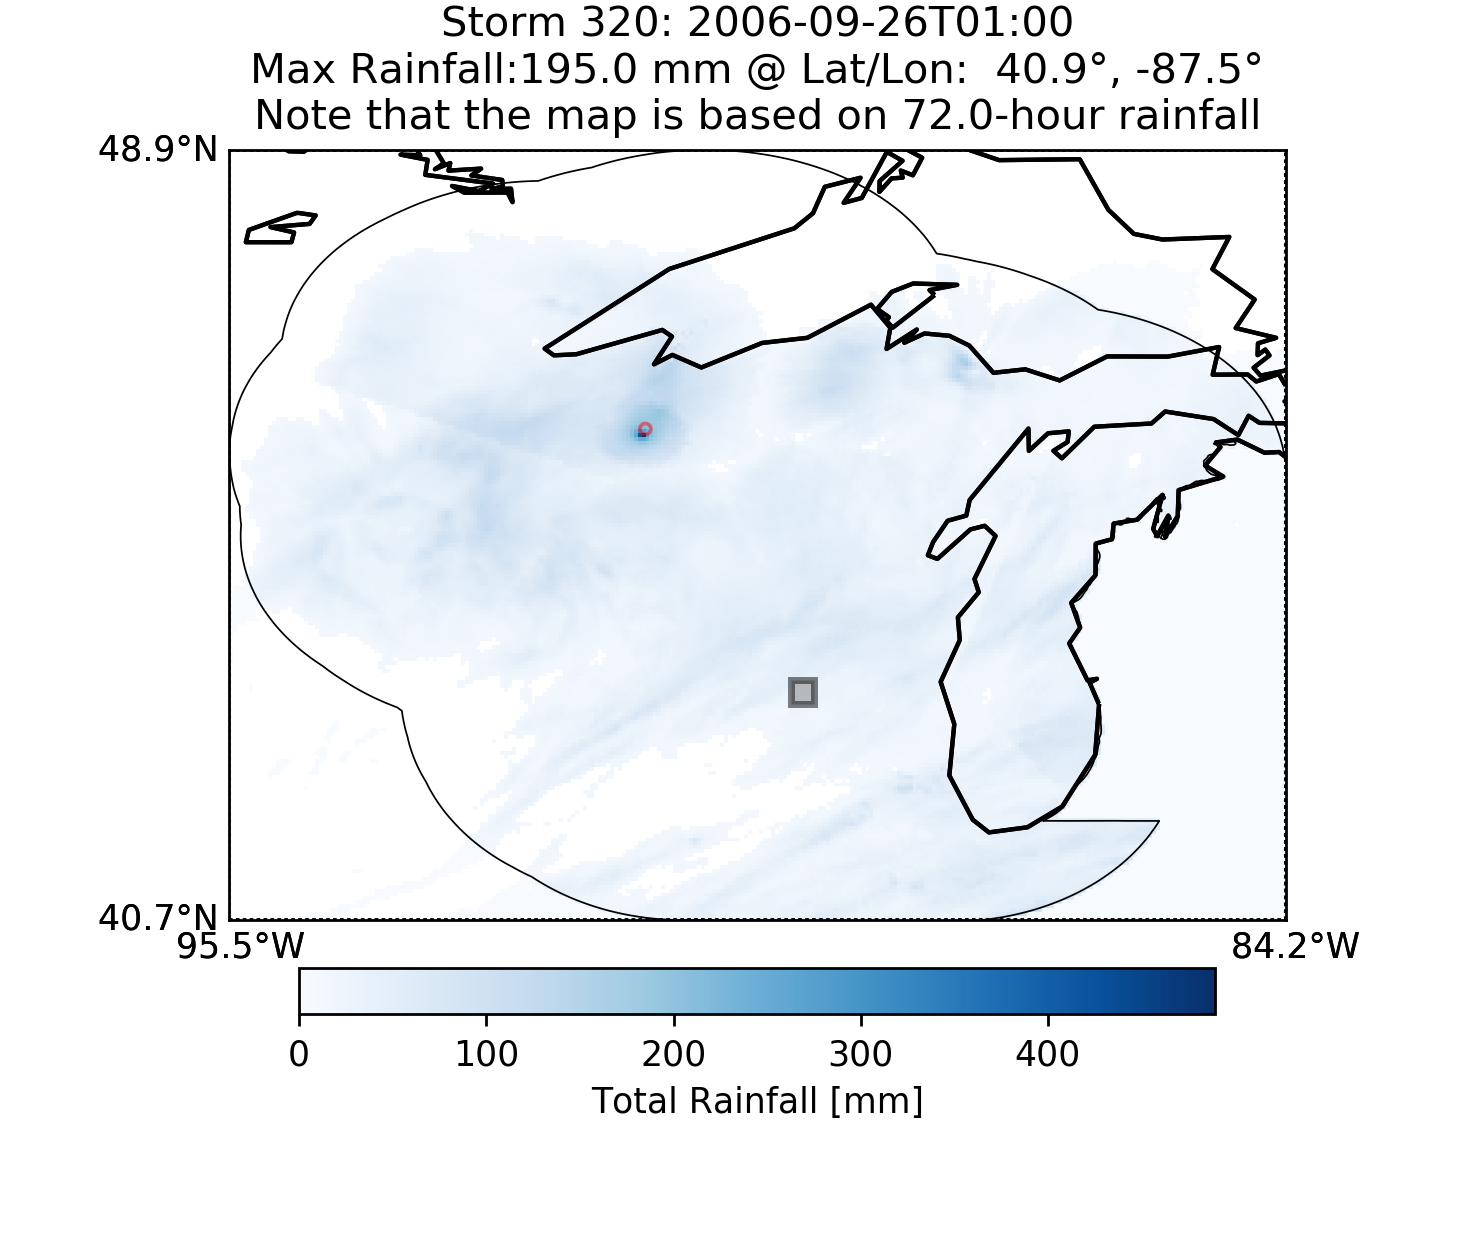 Storm 320: 2006-09-26T01:00
Max Rainfall:195.0 mm @ Lat/Lon:  40.9°, -87.5°
Note that the map is based on 72.0-hour rainfall
48.9°N
40.7°N
95.5°W 84.2°W
0 100 200 300 400
Total Rainfall [mm]